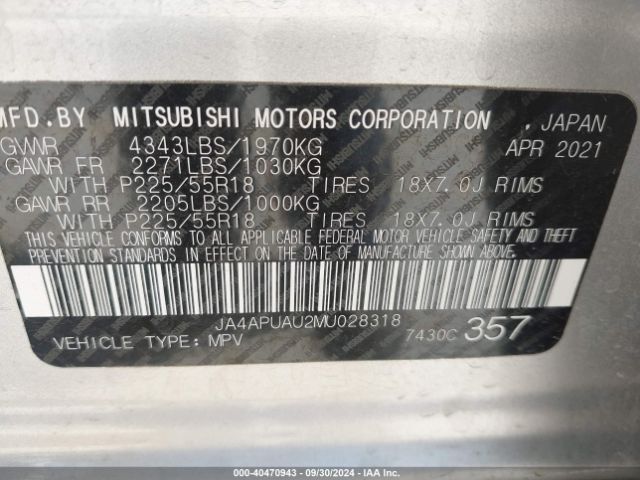 MFD.BY MITSUBISHI MOTORS CORPORATION . JAPAN
GVWR 4343LBS/1970KG APR 2021
GAWR FR 2271LBS/1030KG
WITH P225/55R18 TIRES 18X7.0J RIMS
GAWR RR 2205LBS/1000KG
WITH P225/55R18 TIRES 18X7.0J RIMS
THIS VEHICLE CONFORMS TO ALL APPLICABLE FEDERAL MOTOR VEHICLE SAFETY AND THEFT
PREVENTION STANDARDS IN EFFECT ON THE DATE OF MANUFACTURE SHOWN ABOVE.
JA4APUAU2MU028318
VEHICLE TYPE: MPV 7430C 357
000-40470943 / 09/30/2024 - IAA Inc.